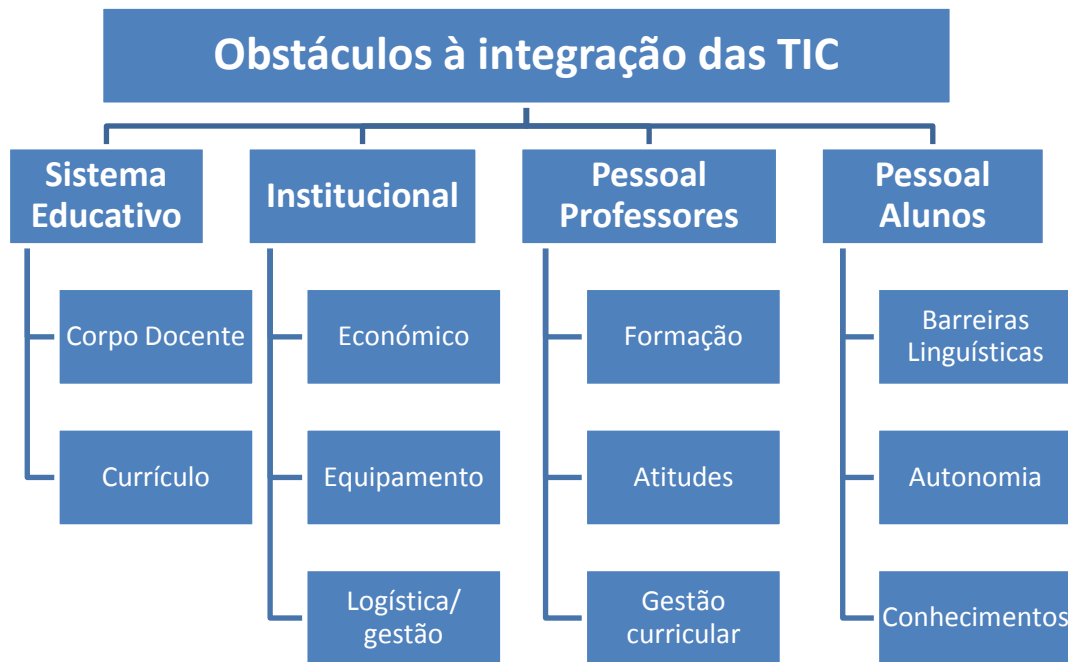 Obstáculos à integração das TIC
Sistema
Educativo
Corpo Docente
Currículo
Institucional
Económico
Equipamento
Logística/
gestão
Pessoal
Professores
Formação
Atitudes
Gestão
curricular
Pessoal
Alunos
Barreiras
Linguísticas
Autonomia
Conhecimentos